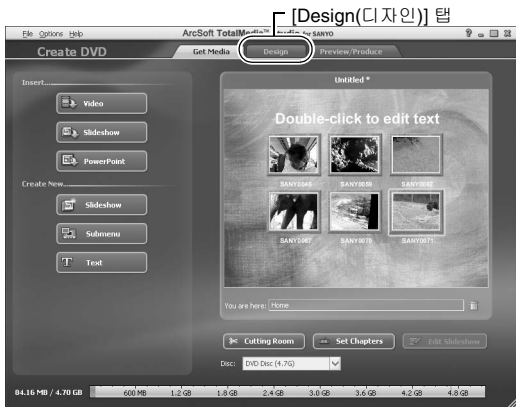 [Design(디자인)] 탭
File Options Help
ArcSoft TotalMedia™ Studio for SANYO
Create DVD
Get Media
Design
Preview/Produce
Untitled *
Insert
Video
Slideshow
PowerPoint
Create New
Slideshow
Submenu
Text
Double-click to edit text
SANY0059
SANY0067 SANY0070 SANY0071
You are here: Home
Cutting Room
Set Chapters
Edit Slideshow
Disc: DVD Disc (4.7G)
84.16 MB / 4.70 GB
600 MB 1.2 GB 1.8 GB 2.4 GB 3.0 GB 3.6 GB 4.2 GB 4.8 GB